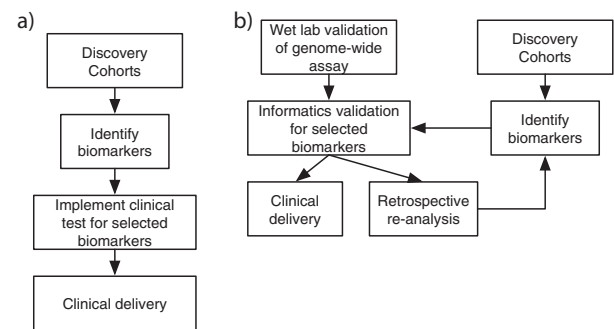 a)
Discovery
Cohorts
Identify
biomarkers
Implement clinical
test for selected
biomarkers
Clinical delivery
b)
Wet lab validation
of genome-wide
assay
Discovery
Cohorts
Informatics validation
for selected
biomarkers
Identify
biomarkers
Clinical
delivery
Retrospective
re-analysis